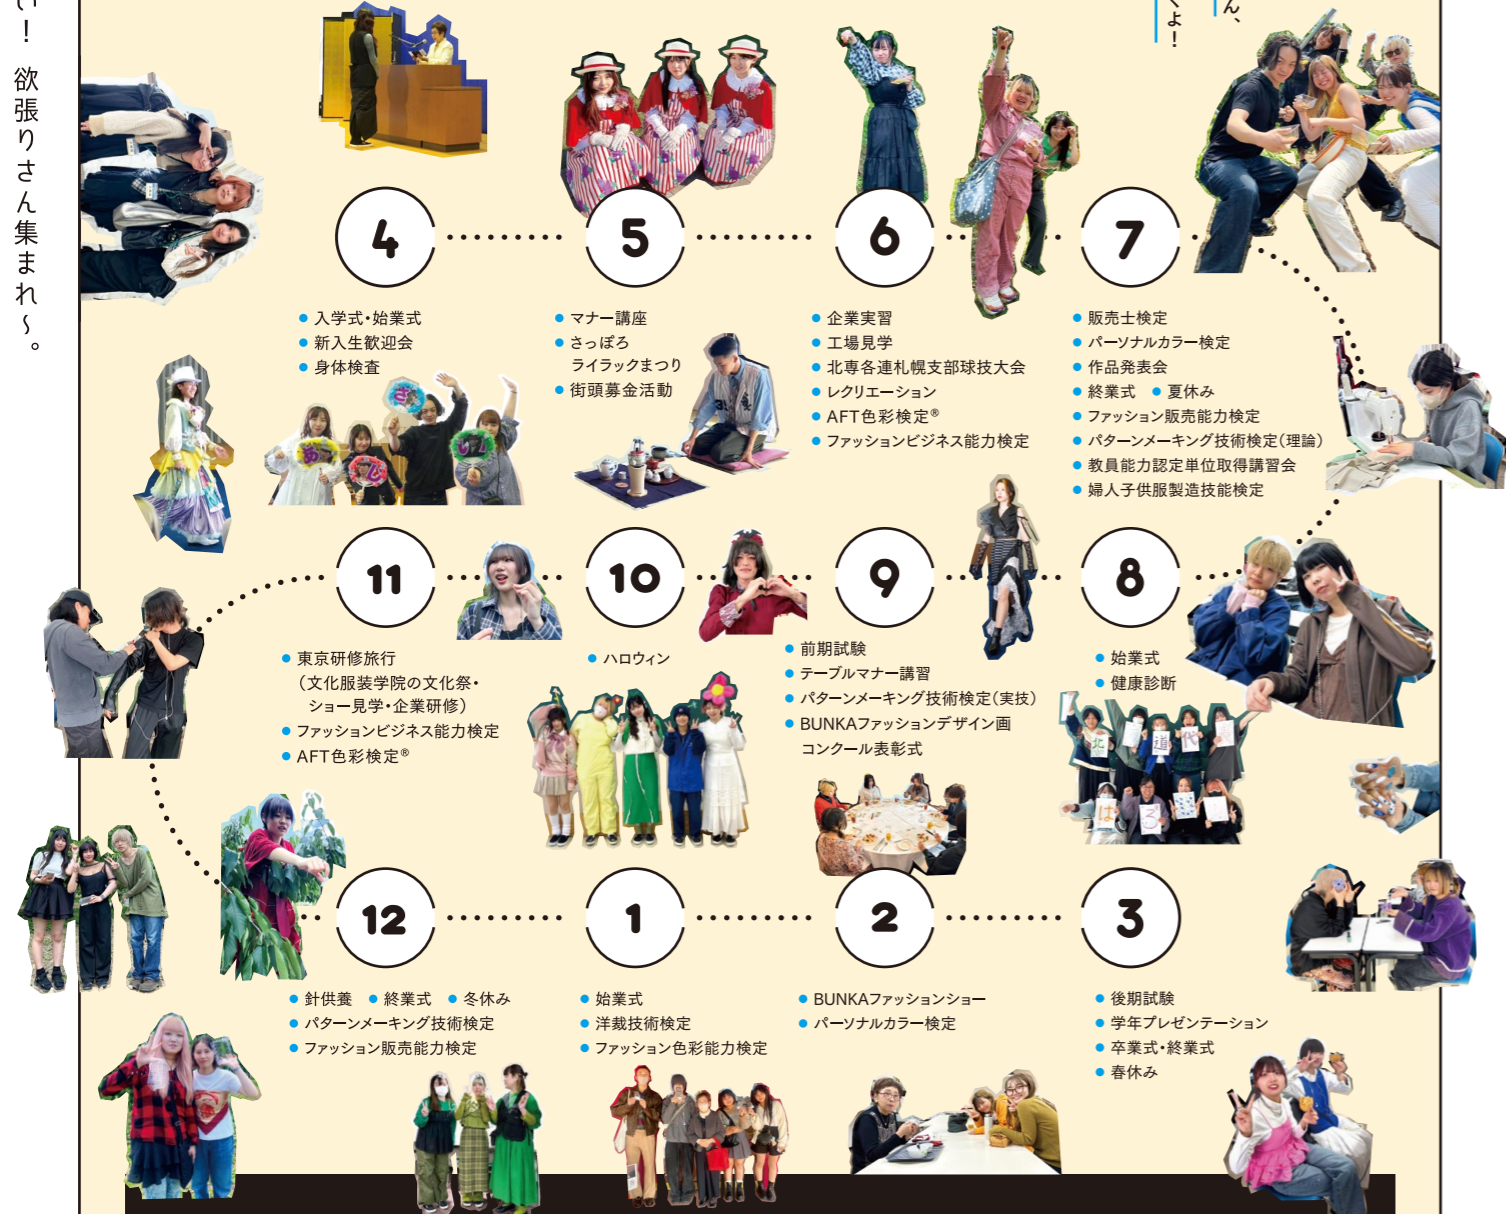 い！ 欲張りさん集まれ〜。
ん、
くよ！
4
5
6
7
入学式・始業式
新入生歓迎会
身体検査
マナー講座
さっぽろ
ライラックまつり
街頭募金活動
企業実習
工場見学
北専各連札幌支部球技大会
レクリエーション
AFT色彩検定®
ファッションビジネス能力検定
販売士検定
パーソナルカラー検定
作品発表会
終業式 ● 夏休み
ファッション販売能力検定
パターンメーキング技術検定（理論）
教員能力認定単位取得講習会
婦人子供服製造技能検定
11
10
9
8
東京研修旅行
（文化服装学院の文化祭・
ショー見学・企業研修）
ファッションビジネス能力検定
AFT色彩検定®
ハロウィン
前期試験
テーブルマナー講習
パターンメーキング技術検定（実技）
BUNKAファッションデザイン画
コンクール表彰式
始業式
健康診断
北
道
代
は
ろ
12
1
2
3
針供養 ● 終業式 ● 冬休み
パターンメーキング技術検定
ファッション販売能力検定
始業式
洋裁技術検定
ファッション色彩能力検定
BUNKAファッションショー
パーソナルカラー検定
後期試験
学年プレゼンテーション
卒業式・終業式
春休み